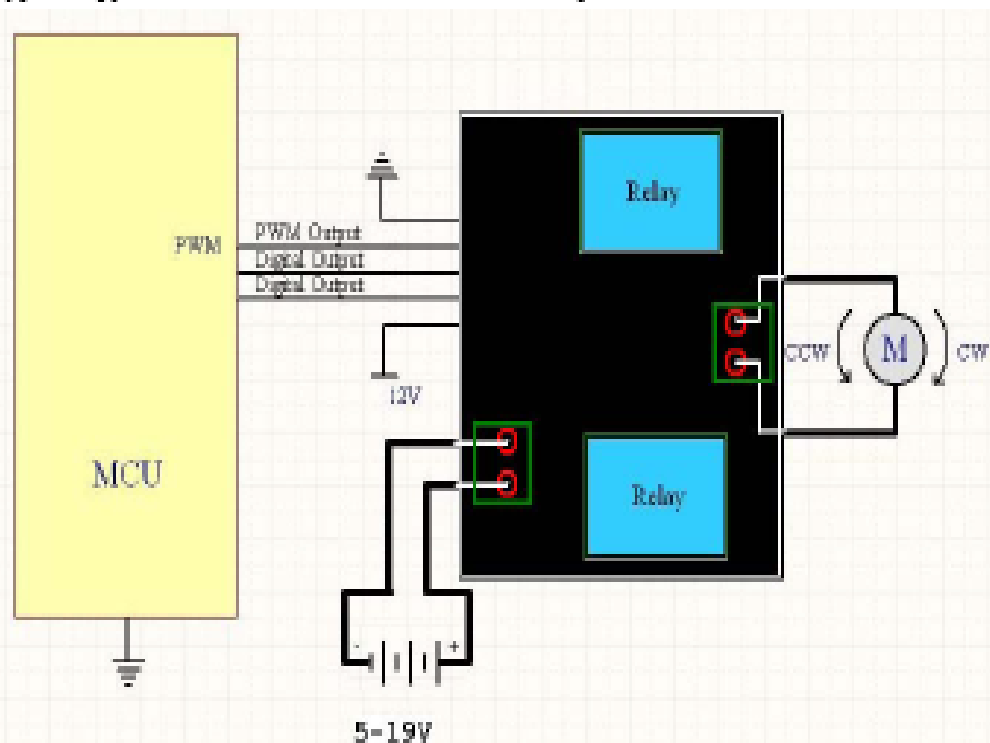 Relay
PWM
PWM Output
Digital Output
Digital Output
CCW
M
CW
12V
MCU
Relay
- +
5-19V